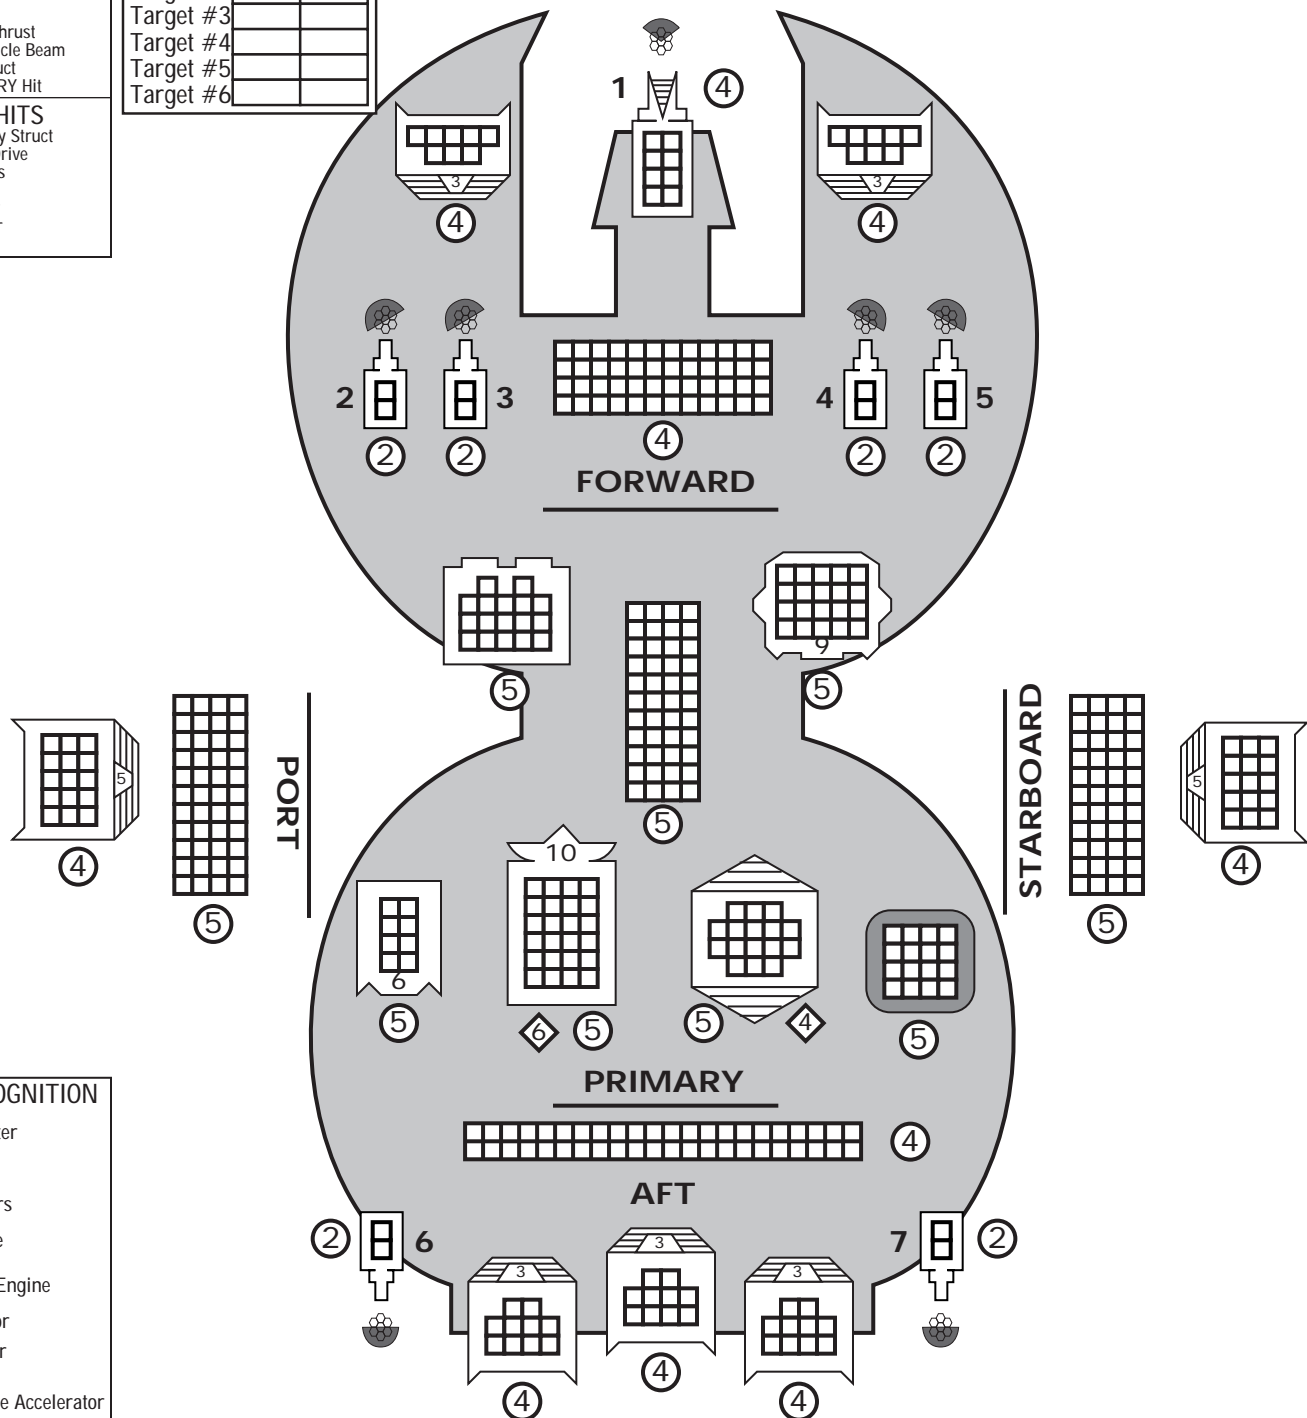 Target #3
Target #4
Target #5
Target #6
hrust
cle Beam
uct
RY Hit
HITS
y Struct
rive
s
1
4
3
4
3
4
2
3
4
5
2
2
4
2
2
FORWARD
9
5
5
PORT
STARBOARD
5
4
5
5
5
4
5
10
6
5
6
5
5
4
5
PRIMARY
4
AFT
2
6
7
2
3
3
3
4
4
4
OGNITION
er
rs
e
Engine
or
r
e Accelerator